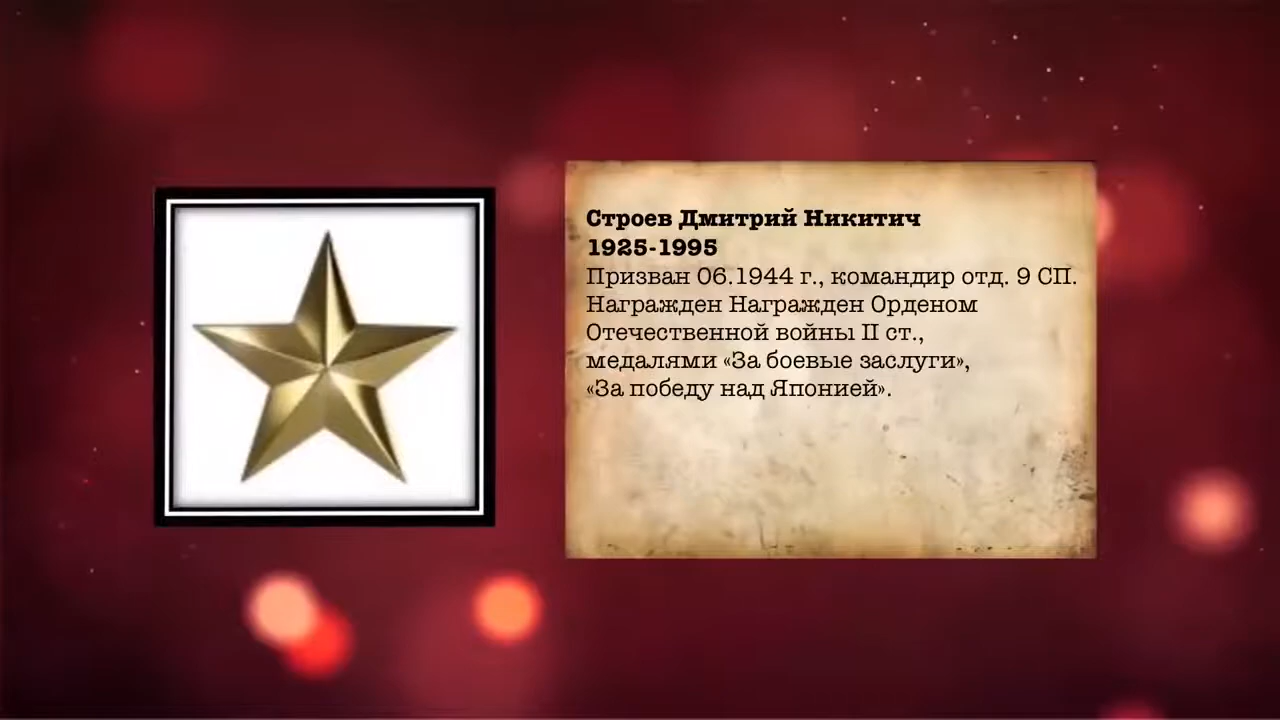 Строев Дмитрий Никитич
1925-1995
Призван 06.1944 г., командир отд. 9 СП.
Награжден Награжден Орденом
Отечественной войны II ст.,
медалями «За боевые заслуги»,
«За победу над Японией».